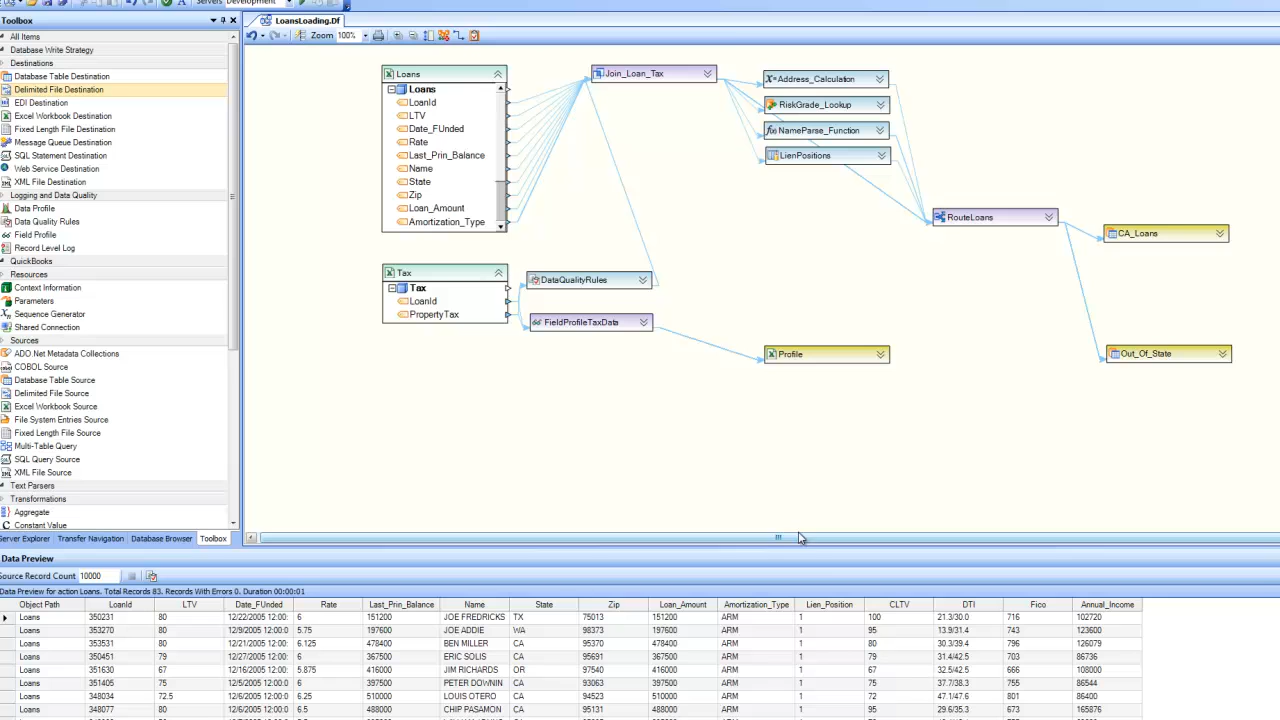 Servers Development
Toolbox
LoansLoading.Df
Zoom 100%
All Items
Database Write Strategy
Destinations
Database Table Destination
Delimited File Destination
EDI Destination
Excel Workbook Destination
Fixed Length File Destination
Message Queue Destination
SQL Statement Destination
Web Service Destination
XML File Destination
Logging and Data Quality
Data Profile
Data Quality Rules
Field Profile
Record Level Log
QuickBooks
Resources
Context Information
Parameters
Sequence Generator
Shared Connection
Sources
ADO.Net Metadata Collections
COBOL Source
Database Table Source
Delimited File Source
Excel Workbook Source
File System Entries Source
Fixed Length File Source
Multi-Table Query
SQL Query Source
XML File Source
Text Parsers
Transformations
Aggregate
Constant Value
Server Explorer Transfer Navigation Database Browser Toolbox
Loans
Loans
LoanId
LTV
Date_FUnded
Rate
Last_Prin_Balance
Name
State
Zip
Loan_Amount
Amortization_Type
Tax
Tax
LoanId
PropertyTax
Join_Loan_Tax
DataQualityRules
FieldProfileTaxData
Address_Calculation
RiskGrade_Lookup
NameParse_Function
LienPositions
Profile
RouteLoans
CA_Loans
Out_Of_State
Data Preview
Source Record Count 10000
Data Preview for action Loans. Total Records 83. Records With Errors 0. Duration 00:00:01
Object Path LoanId LTV Date_FUnded Rate Last_Prin_Balance Name State Zip Loan_Amount Amortization_Type Lien_Position CLTV DTI Fico Annual_Income
Loans 350231 80 12/22/2005 12:00: 6 151200 JOE FREDRICKS TX 75013 151200 ARM 1 100 21.3/30.0 716 102720
Loans 353270 80 12/9/2005 12:00:0 5.75 197600 JOE ADDIE WA 98373 197600 ARM 1 95 13.9/31.4 743 123600
Loans 353531 80 12/21/2005 12:00: 6.125 478400 BEN MILLER CA 95370 478400 ARM 1 80 30.3/39.4 796 126079
Loans 350451 79 12/27/2005 12:00: 6 367500 ERIC SOLIS CA 95691 367500 ARM 1 79 31.4/42.5 703 86736
Loans 351630 67 12/16/2005 12:00: 5.875 416000 JIM RICHARDS OR 97540 416000 ARM 1 67 32.5/42.5 666 108000
Loans 351405 75 12/7/2005 12:00:0 6 367500 PETER DOWNIN CA 93063 367500 ARM 1 75 37.7/38.3 755 86544
Loans 348034 72.5 12/6/2005 12:00:0 6.25 510000 LOUIS OTERO CA 94523 510000 ARM 1 72 47.1/47.6 801 86400
Loans 348077 80 12/6/2005 12:00:0 6.5 488000 CHIP PASAMON CA 95131 488000 ARM 1 95 29.6/35.3 755 165876